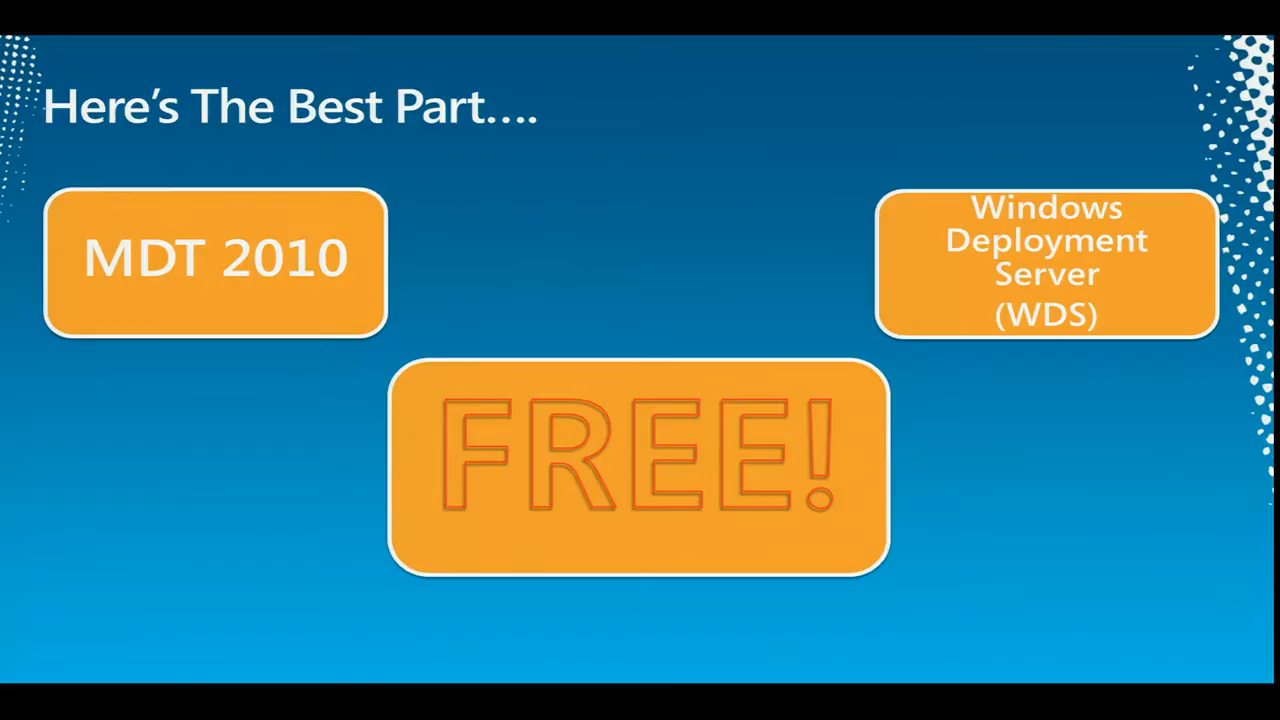 Here's The Best Part....
MDT 2010
Windows
Deployment
Server
(WDS)
FREE!